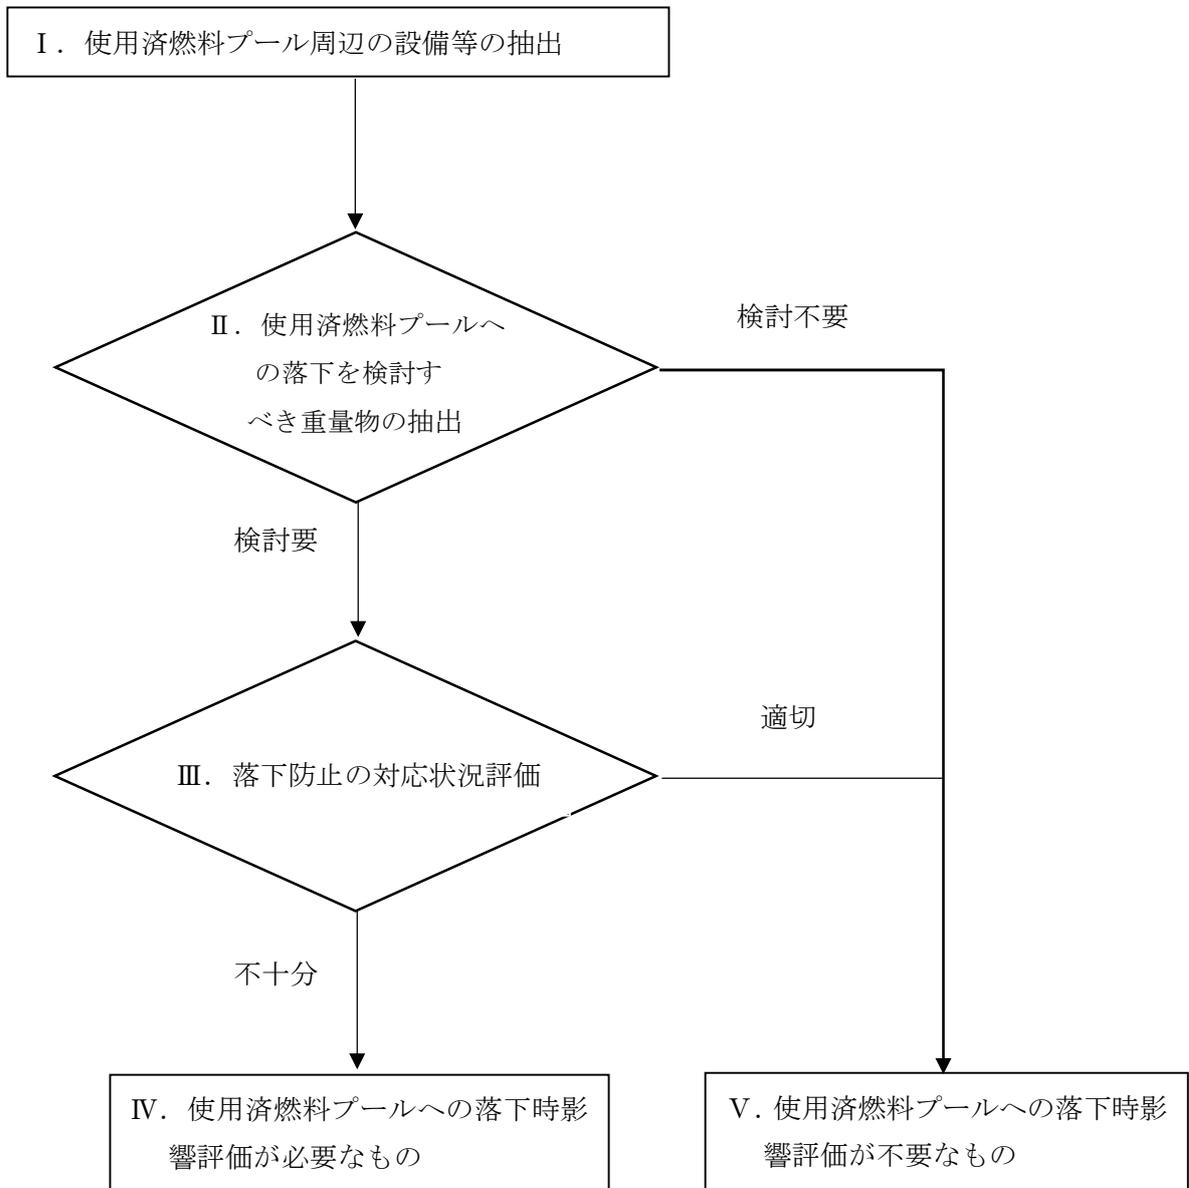 Ⅰ．使用済燃料プール周辺の設備等の抽出
Ⅱ．使用済燃料プールへ
の落下を検討す
べき重量物の抽出
検討不要
検討要
Ⅲ．落下防止の対応状況評価
適切
不十分
Ⅳ．使用済燃料プールへの落下時影
響評価が必要なもの
Ⅴ．使用済燃料プールへの落下時影
響評価が不要なもの